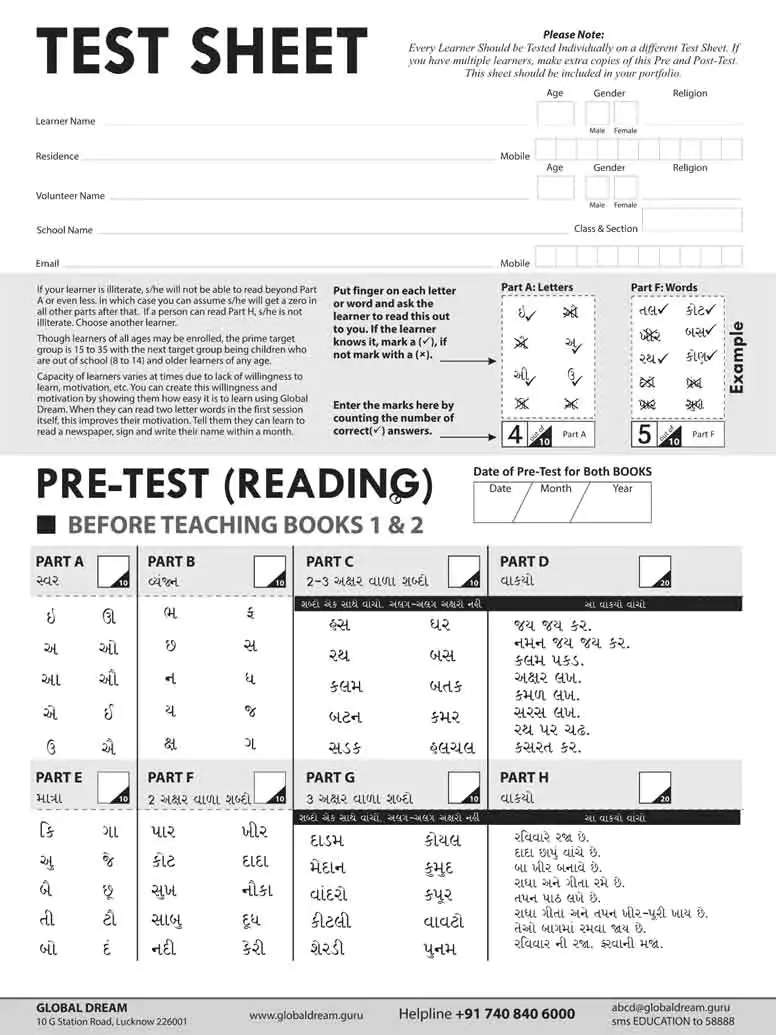 TEST SHEET
Please Note:
Every Learner Should be Tested Individually on a different Test Sheet. If
you have multiple learners, make extra copies of this Pre and Post-Test.
This sheet should be included in your portfolio.
Age Gender Religion
Learner Name
Male Female
Residence Mobile
Age Gender Religion
Volunteer Name
Male Female
School Name Class & Section
Email Mobile
If your learner is illiterate, s/he will not be able to read beyond Part
A or even less. In which case you can assume s/he will get a zero in
all other parts after that. If a person can read Part H, s/he is not
illiterate. Choose another learner.
Though learners of all ages may be enrolled, the prime target
group is 15 to 35 with the next target group being children who
are out of school (8 to 14) and older learners of any age.
Capacity of learners varies at times due to lack of willingness to
learn, motivation, etc. You can create this willingness and
motivation by showing them how easy it is to learn using Global
Dream. When they can read two letter words in the first session
itself, this improves their motivation. Tell them they can learn to
read a newspaper, sign and write their name within a month.
Put finger on each letter
or word and ask the
learner to read this out
to you. If the learner
knows it, mark a (✓), if
not mark with a (×).
Enter the marks here by
counting the number of
correct(✓) answers.
Part A: Letters
ઇ✓
અ✓
ઔ✓ ઉ✓
4 out of 10 Part A
Part F: Words
તલ✓ કોટ✓
ખીર બસ✓
રથ✓ કોણ✓
5 out of 10 Part F
Example
PRE-TEST (READING)
Date of Pre-Test for Both BOOKS
Date Month Year
BEFORE TEACHING BOOKS 1 & 2
PART A
સ્વર
10
ઇ ઊ
અ ઓ
આ ઔ
એ ઈ
ઉ ઐ
PART B
વ્યંજન
10
ભ ફ
છ સ
ન ધ
ય જ
ક્ષ ગ
PART C
૨-૩ અક્ષર વાળા શબ્દો
10
શબ્દો એક સાથે વાંચો. અલગ-અલગ અક્ષરો નહી
હસ ઘર
રથ બસ
કલમ બતક
બટન કમર
સડક હલચલ
PART D
વાકયો
20
આ વાકયો વાંચો
જય જય કર.
નમન જય જય કર.
કલમ પકડ.
અક્ષર લખ.
કમળ લખ.
સરસ લખ.
રથ પર ચઢ.
કસરત કર.
PART E
માત્રા
10
કિ ગા
અુ જે
બૈ છૂ
તી ટૌ
બો દં
PART F
2 અક્ષર વાળા શબ્દો
10
પાર ખીર
કોટ દાદા
સુખ નૌકા
સાબુ દૂધ
નદી કેરી
PART G
3 અક્ષર વાળા શબ્દો
10
શબ્દો એક સાથે વાંચો. અલગ-અલગ અક્ષરો નહી
દાડમ કોયલ
મેદાન કુમુદ
વાંદરો કપૂર
કીટલી વાવટો
શેરડી પુનમ
PART H
વાકયો
20
આ વાકયો વાંચો
રવિવારે રજા છે.
દાદા છાપું વાંચે છે.
બા ખીર બનાવે છે.
રાધા અને ગીતા રમે છે.
તપન પાઠ લખે છે.
રાધા ગીતા અને તપન ખીર-પૂરી ખાય છે.
તેઓ બાગમાં રમવા જાય છે.
રવિવાર ની રજા. ફરવાની મજા.
GLOBAL DREAM
10 G Station Road, Lucknow 226001
www.globaldream.guru
Helpline +91 740 840 6000
abcd@globaldream.guru
sms EDUCATION to 58888